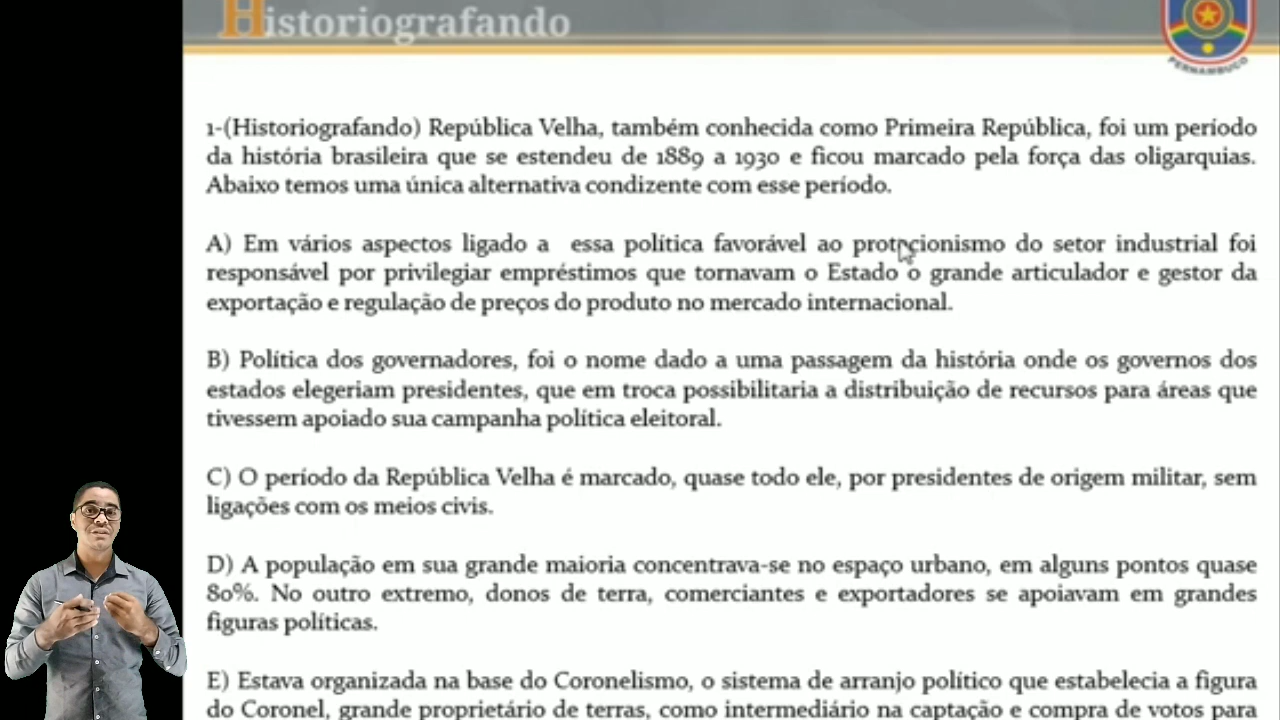 Historiografando
PERNAMBUCO
1-(Historiografando) República Velha, também conhecida como Primeira República, foi um período
da história brasileira que se estendeu de 1889 a 1930 e ficou marcado pela força das oligarquias.
Abaixo temos uma única alternativa condizente com esse período.
A) Em vários aspectos ligado a essa política favorável ao protecionismo do setor industrial foi
responsável por privilegiar empréstimos que tornavam o Estado o grande articulador e gestor da
exportação e regulação de preços do produto no mercado internacional.
B) Política dos governadores, foi o nome dado a uma passagem da história onde os governos dos
estados elegeriam presidentes, que em troca possibilitaria a distribuição de recursos para áreas que
tivessem apoiado sua campanha política eleitoral.
C) O período da República Velha é marcado, quase todo ele, por presidentes de origem militar, sem
ligações com os meios civis.
D) A população em sua grande maioria concentrava-se no espaço urbano, em alguns pontos quase
80%. No outro extremo, donos de terra, comerciantes e exportadores se apoiavam em grandes
figuras políticas.
E) Estava organizada na base do Coronelismo, o sistema de arranjo político que estabelecia a figura
do Coronel, grande proprietário de terras, como intermediário na captação e compra de votos para